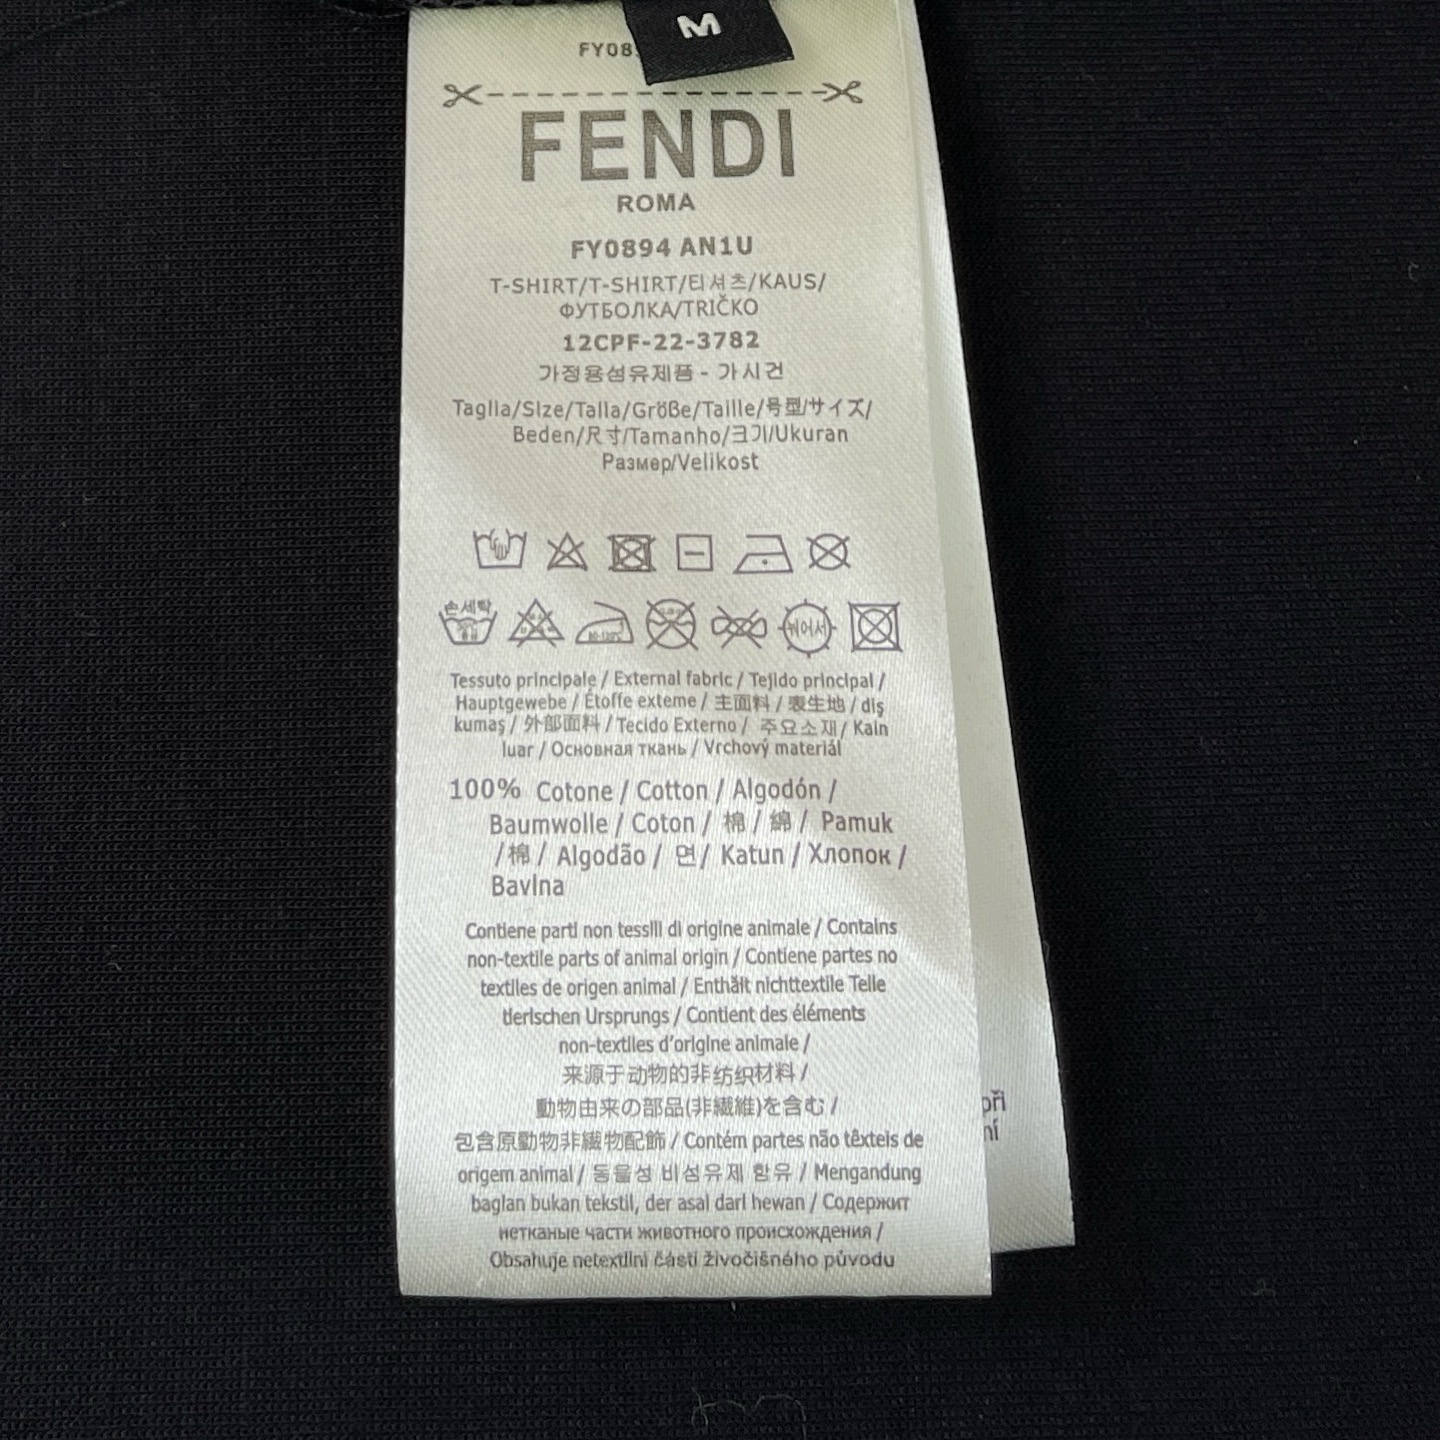 M
FY08
FENDI
ROMA
FY0894 AN1U
T-SHIRT/T-SHIRT/티셔츠/KAUS/
ФУТБОЛКА/TRIČKO
12CPF-22-3782
가정용섬유제품 - 가시건
Taglia/Size/Talla/Größe/Taille/号型/サイズ/
Beden/尺寸/Tamanho/크기/Ukuran
Размер/Velikost
손세탁
Tessuto principale / External fabric / Tejido principal /
Hauptgewebe / Étoffe exteme / 主面料 / 表生地 / diş
kumaş / 外部面料 / Tecido Externo / 주요소재 / Kain
luar / Основная ткань / Vrchový materiál
100% Cotone / Cotton / Algodón /
Baumwolle / Coton / 棉 / 綿 / Pamuk
/ 棉 / Algodão / 면 / Katun / Хлопок /
Bavlna
Contiene parti non tessili di origine animale / Contains
non-textile parts of animal origin / Contiene partes no
textiles de origen animal / Enthält nichttextile Telle
tierischen Ursprungs / Contient des éléments
non-textiles d'origine animale /
来源于动物的非纺织材料 /
動物由来の部品(非繊維)を含む /
包含原動物非繊物配飾 / Contém partes não têxteis de
origem animal / 동물성 비섬유제 함유 / Mengandung
baglan bukan tekstil, der asal dari hewan / Содержит
нетканые части животного происхождения /
Obsahuje netextilní části živočišného původu
při
ní